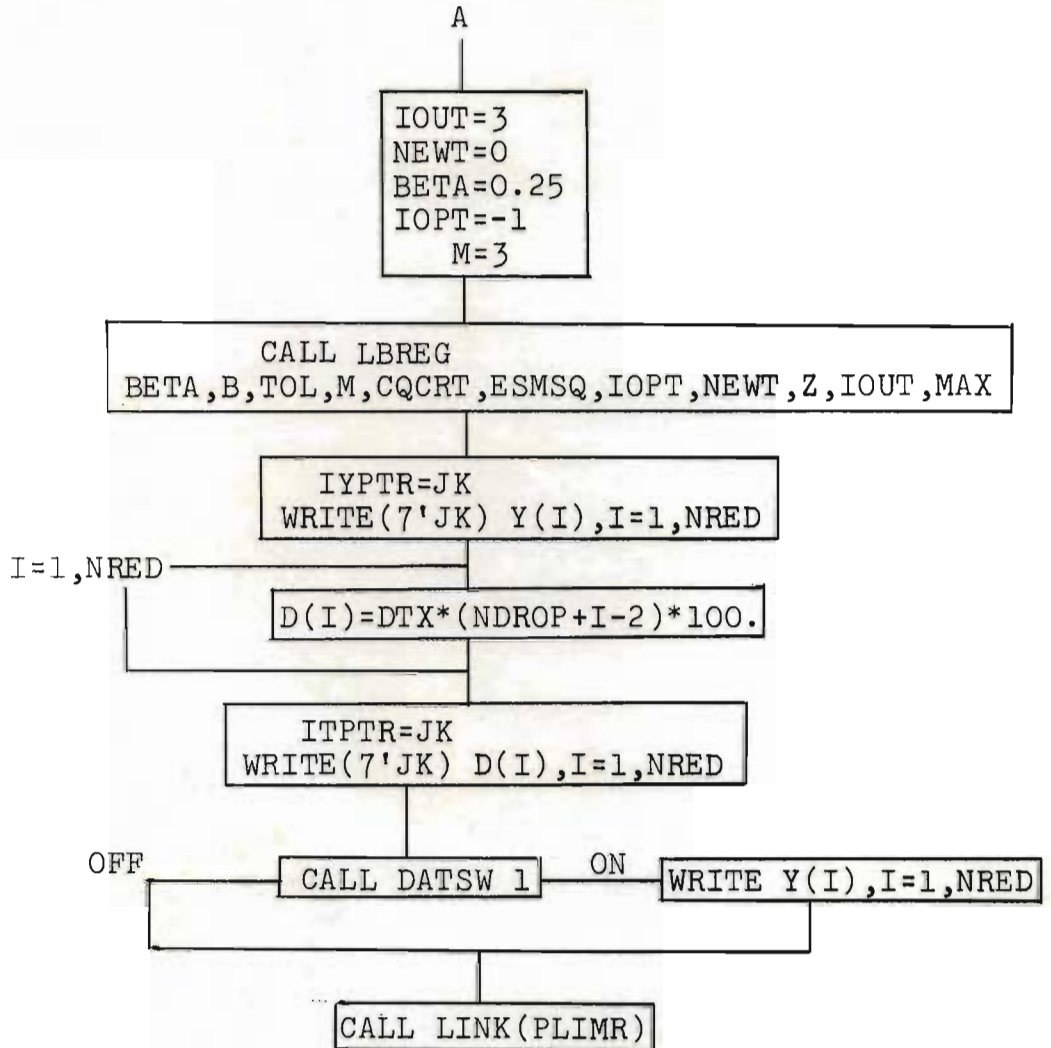 A
IOUT=3
NEWT=0
BETA=0.25
IOPT=-1
M=3
CALL LBREG
BETA,B,TOL,M,CQCRT,ESMSQ,IOPT,NEWT,Z,IOUT,MAX
IYPTR=JK
WRITE(7'JK) Y(I),I=1,NRED
I=1,NRED
D(I)=DTX*(NDROP+I-2)*100.
ITPTR=JK
WRITE(7'JK) D(I),I=1,NRED
OFF
CALL DATSW 1
ON
WRITE Y(I),I=1,NRED
CALL LINK(PLIMR)